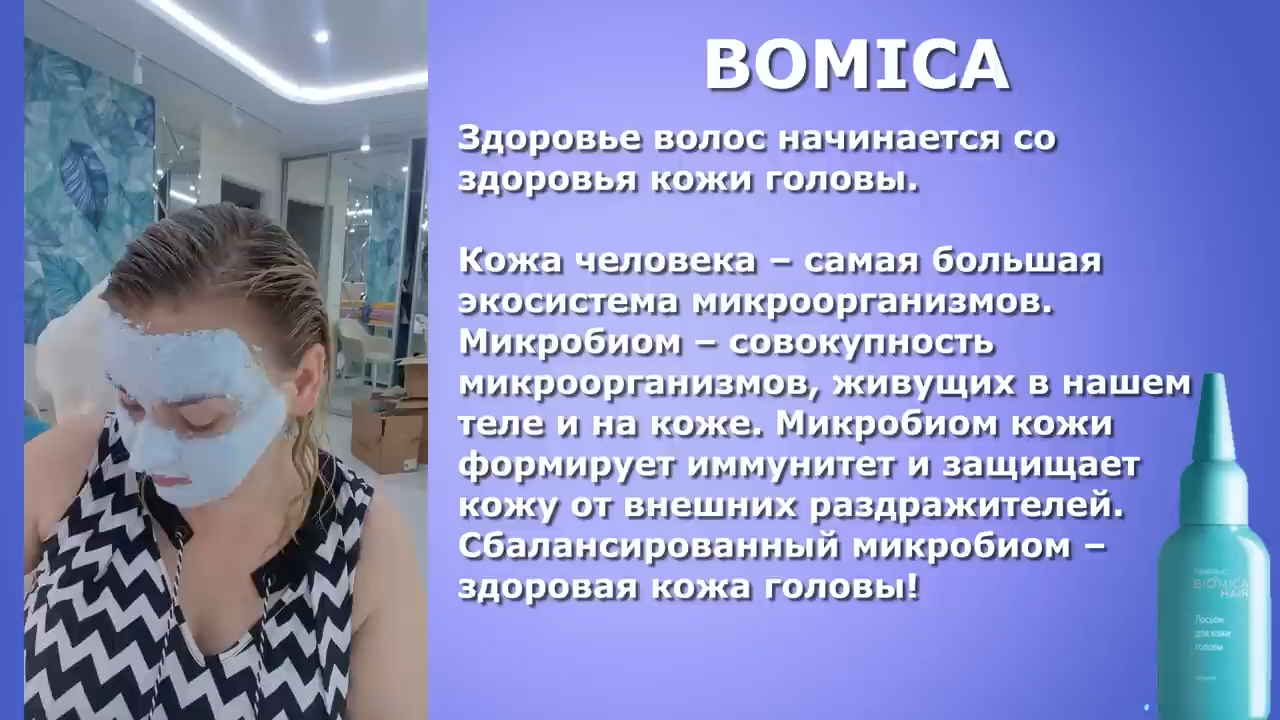 BOMICA
Здоровье волос начинается со
здоровья кожи головы.
Кожа человека – самая большая
экосистема микроорганизмов.
Микробиом – совокупность
микроорганизмов, живущих в нашем
теле и на коже. Микробиом кожи
формирует иммунитет и защищает
кожу от внешних раздражителей.
Сбалансированный микробиом –
здоровая кожа головы!
BIOMICA
HAIR
Лосьон
для кожи
головы